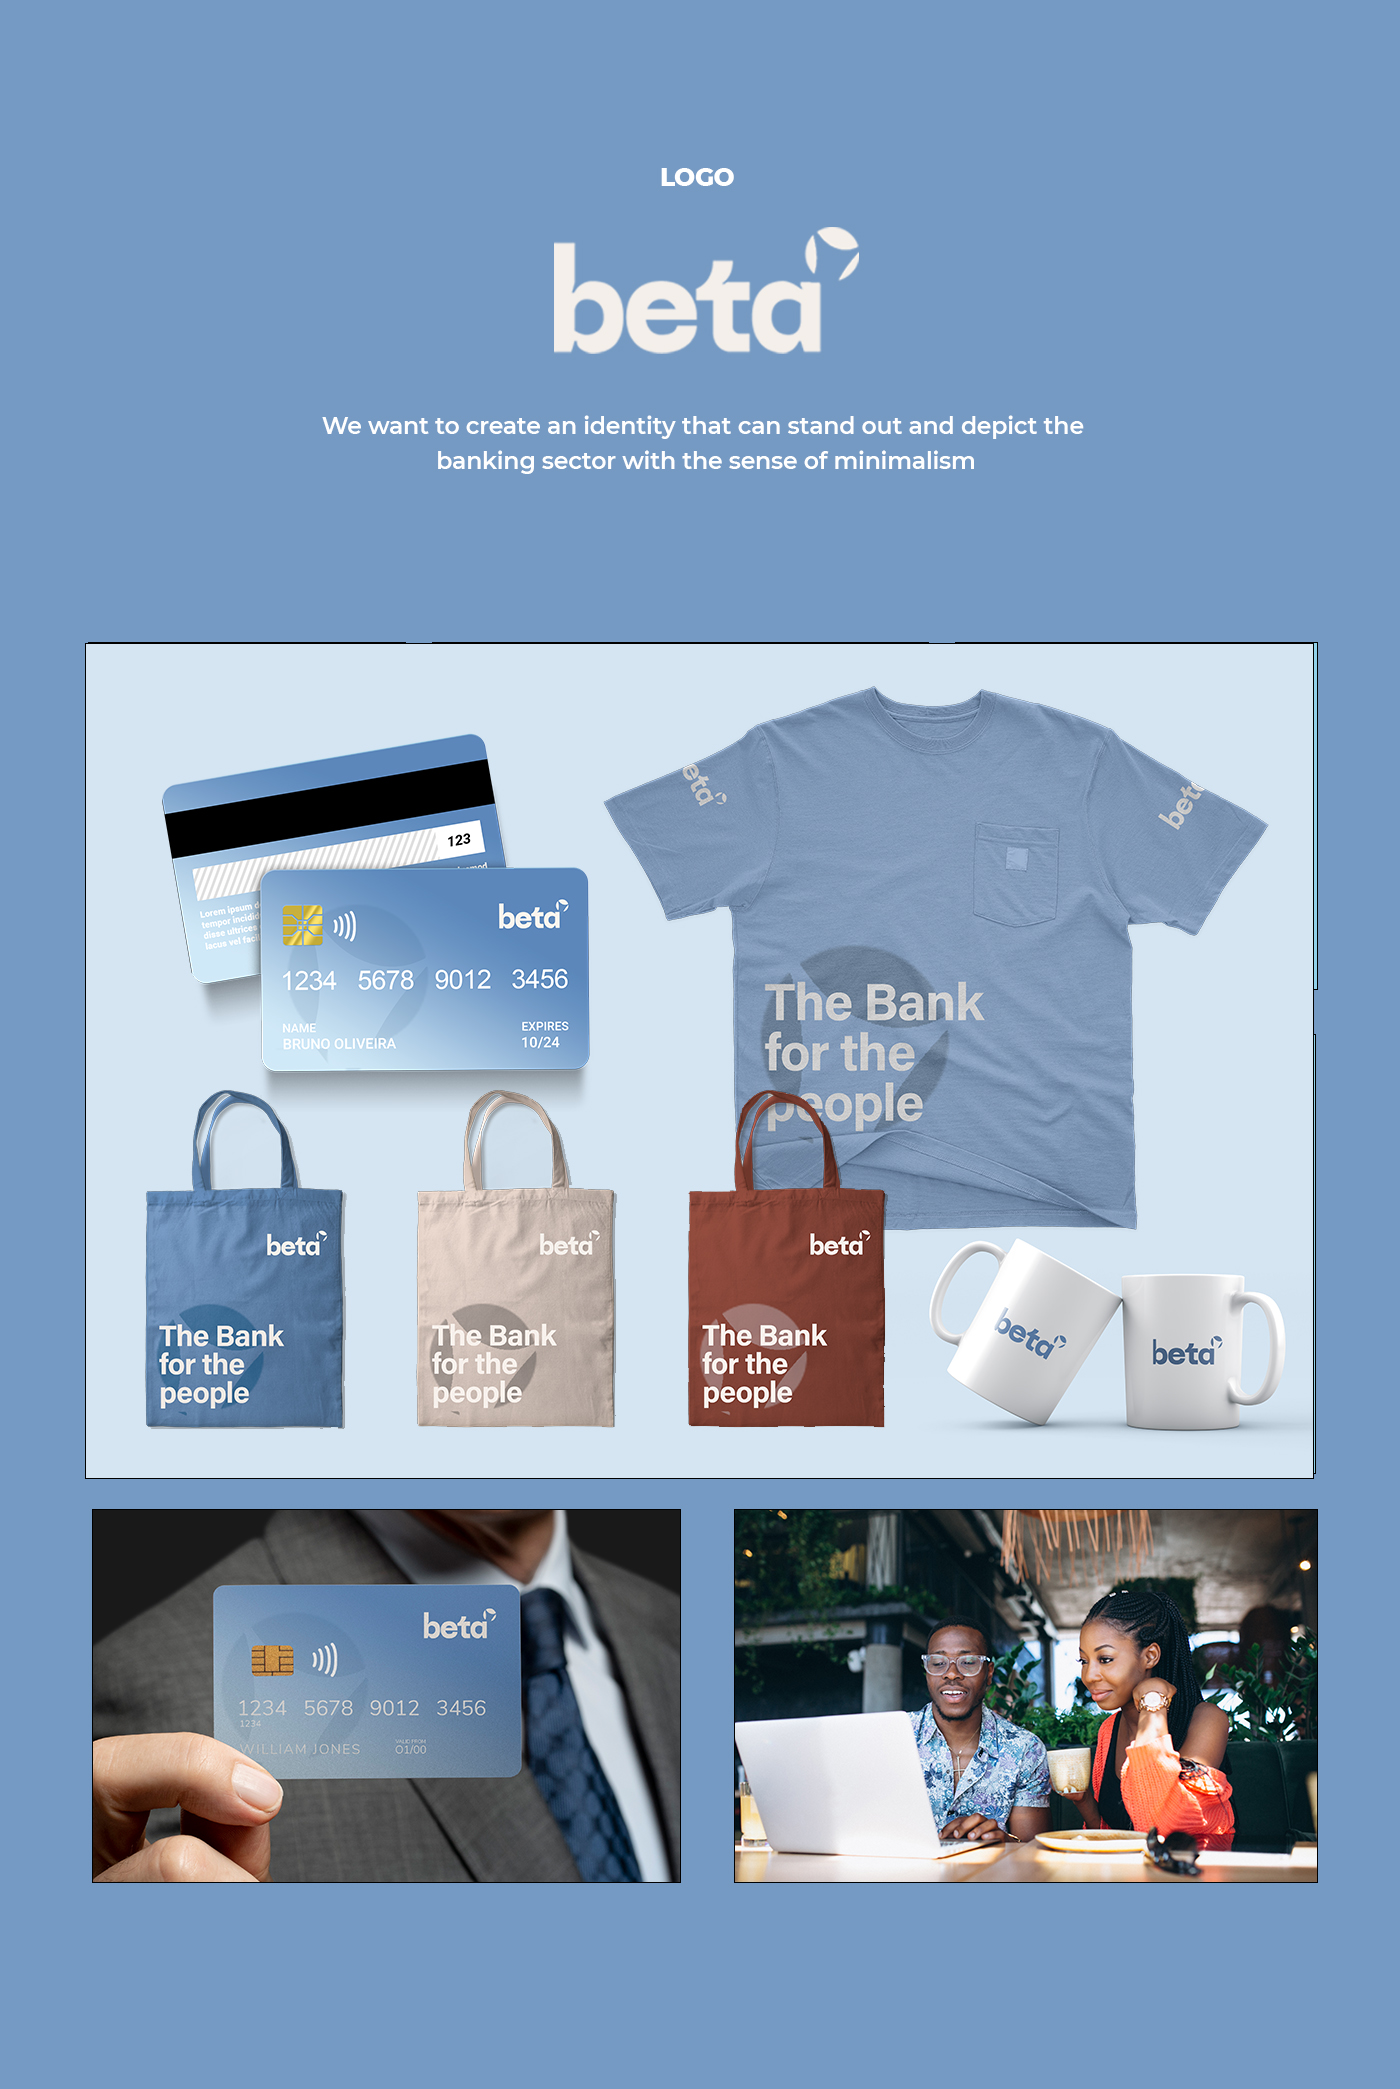 LOGO
beta
We want to create an identity that can stand out and depict the
banking sector with the sense of minimalism
123
Lorem ipsum
tempor incidid
disse ultrices
lacus vel facil
beta
1234 5678 9012 3456
NAME
BRUNO OLIVEIRA
EXPIRES
10/24
eta
beta
The Bank
for the
people
beta
The Bank
for the
people
beta
The Bank
for the
people
beta
The Bank
for the
people
beta
beta
beta
1234 5678 9012 3456
1234
WILLIAM JONES
VALID FROM
01/00